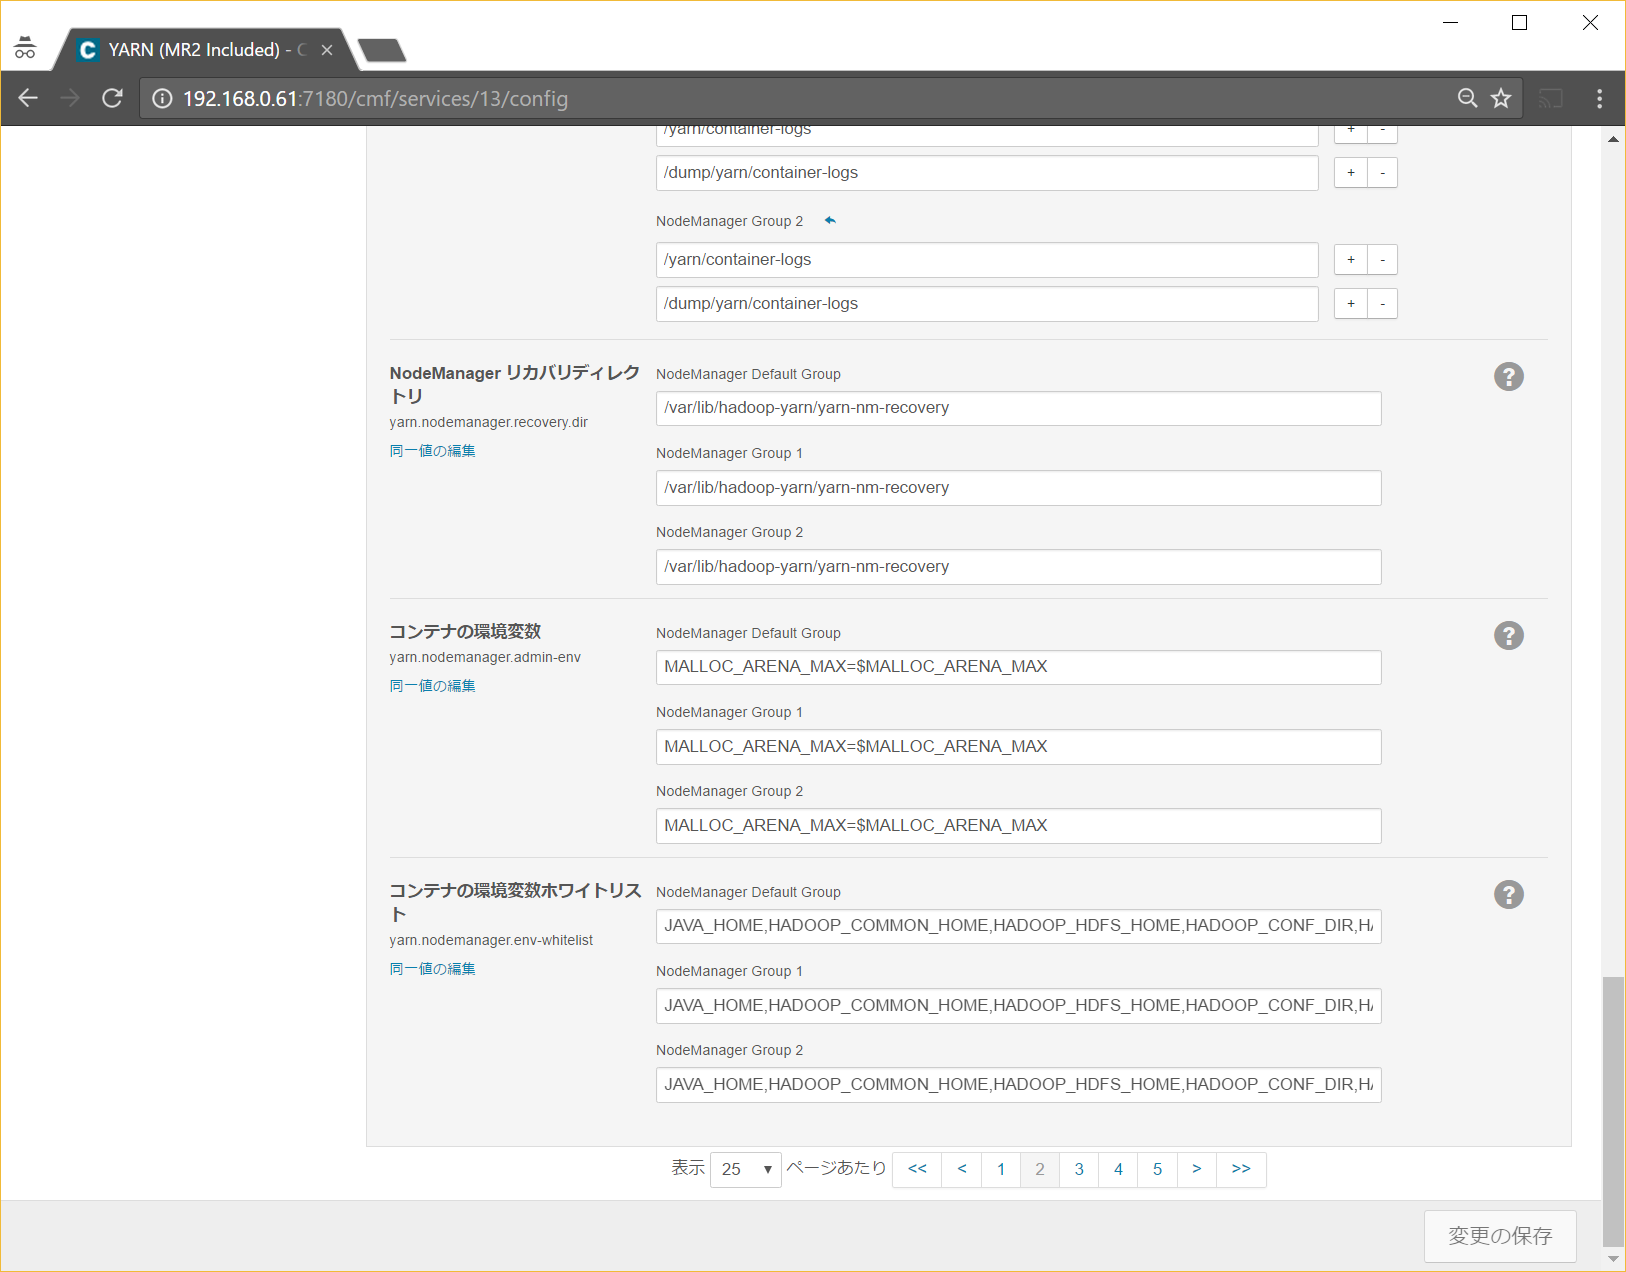 YARN (MR2 Included) - C
192.168.0.61:7180/cmf/services/13/config
/yarn/container-logs
+ -
/dump/yarn/container-logs
+ -
NodeManager Group 2
/yarn/container-logs
+ -
/dump/yarn/container-logs
+ -
NodeManager リカバリディレク
トリ
yarn.nodemanager.recovery.dir
同一値の編集
NodeManager Default Group
/var/lib/hadoop-yarn/yarn-nm-recovery
NodeManager Group 1
/var/lib/hadoop-yarn/yarn-nm-recovery
NodeManager Group 2
/var/lib/hadoop-yarn/yarn-nm-recovery
?
コンテナの環境変数
yarn.nodemanager.admin-env
同一値の編集
NodeManager Default Group
MALLOC_ARENA_MAX=$MALLOC_ARENA_MAX
NodeManager Group 1
MALLOC_ARENA_MAX=$MALLOC_ARENA_MAX
NodeManager Group 2
MALLOC_ARENA_MAX=$MALLOC_ARENA_MAX
?
コンテナの環境変数ホワイトリス
ト
yarn.nodemanager.env-whitelist
同一値の編集
NodeManager Default Group
JAVA_HOME,HADOOP_COMMON_HOME,HADOOP_HDFS_HOME,HADOOP_CONF_DIR,HA
NodeManager Group 1
JAVA_HOME,HADOOP_COMMON_HOME,HADOOP_HDFS_HOME,HADOOP_CONF_DIR,HA
NodeManager Group 2
JAVA_HOME,HADOOP_COMMON_HOME,HADOOP_HDFS_HOME,HADOOP_CONF_DIR,HA
?
表示 25 ページあたり << < 1 2 3 4 5 > >>
変更の保存